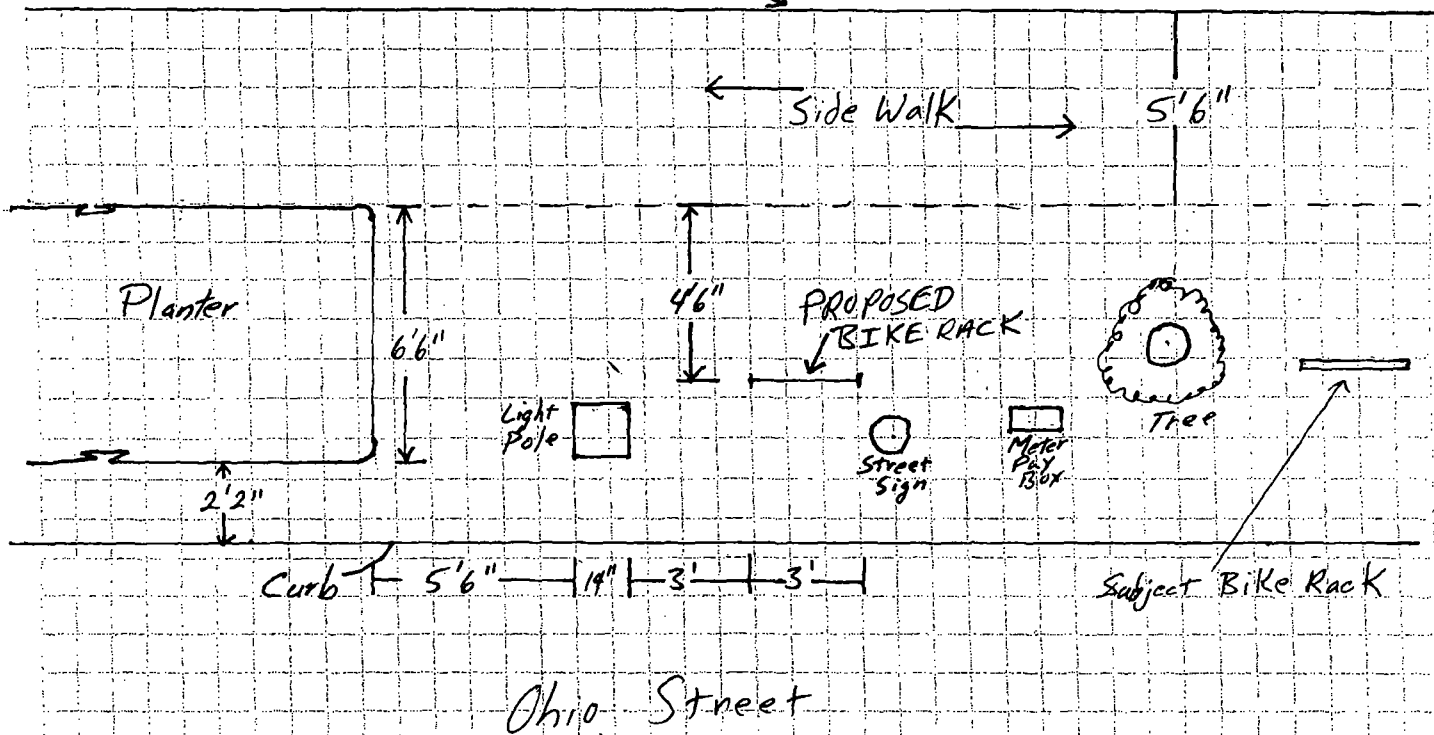 Side Walk
5'6"
Planter
6'6"
4'6"
PROPOSED
BIKE RACK
Light
Pole
Street
Sign
Meter
Pay
Box
Tree
2'2"
Curb
5'6"
14"
3'
3'
Subject Bike Rack
Ohio Street